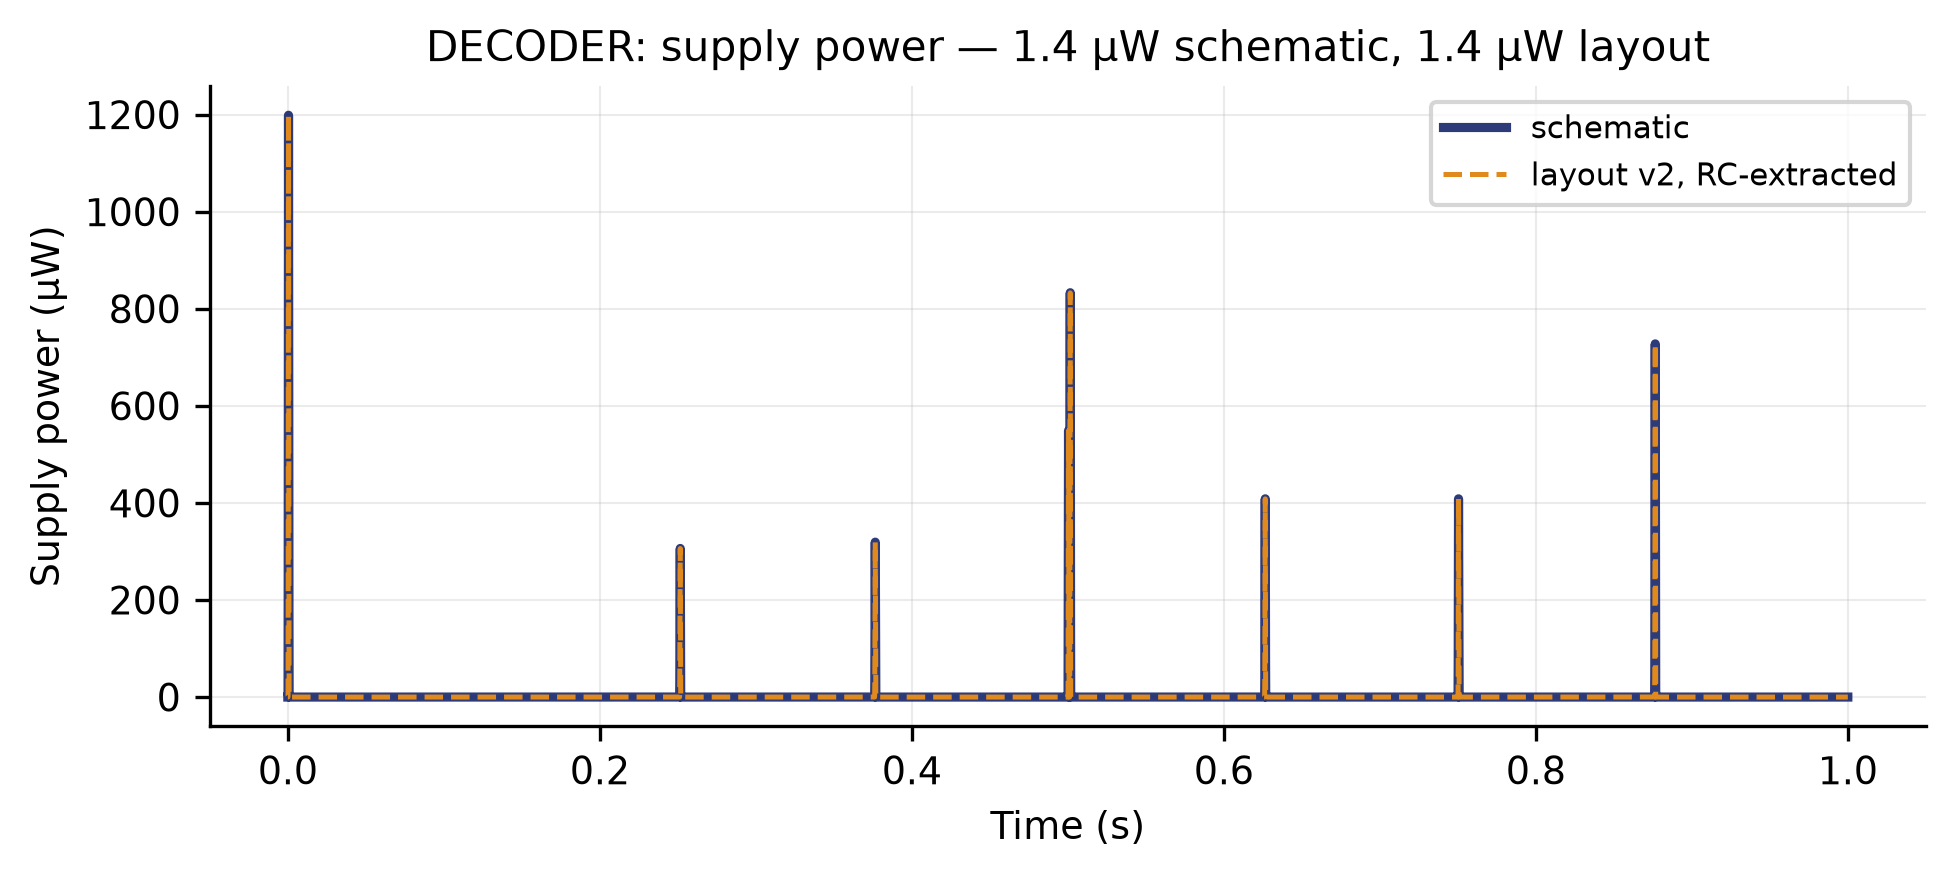 DECODER: supply power — 1.4 µW schematic, 1.4 µW layout
schematic
layout v2, RC-extracted
Supply power (µW)
1200
1000
800
600
400
200
0
0.0 0.2 0.4 0.6 0.8 1.0
Time (s)